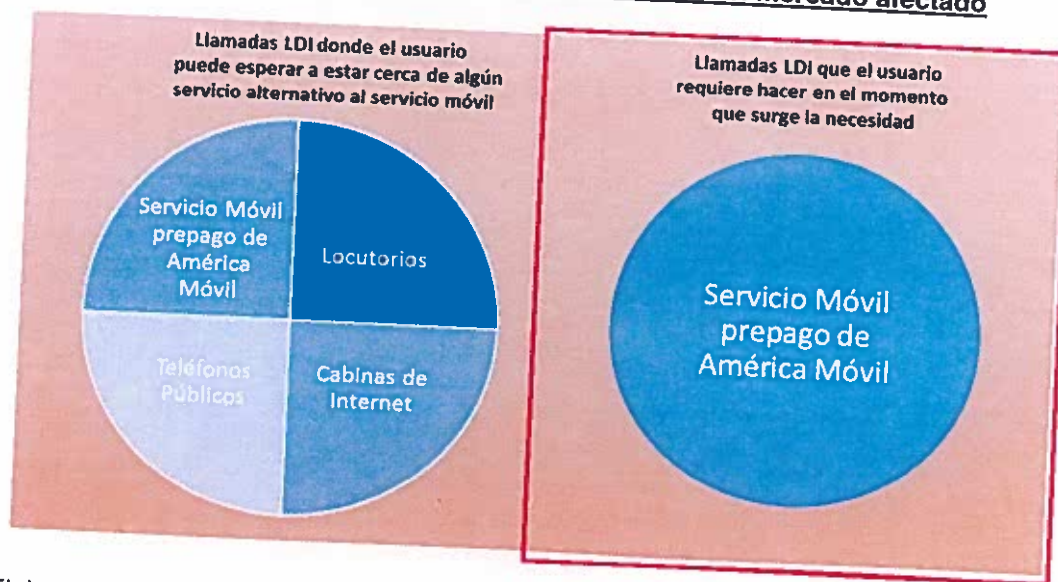 mercado afectado
Llamadas LDI donde el usuario
puede esperar a estar cerca de algún
servicio alternativo al servicio móvil
Servicio Móvil
prepago de
América
Móvil
Locutorios
Teléfonos
Públicos
Cabinas de
Internet
Llamadas LDI que el usuario
requiere hacer en el momento
que surge la necesidad
Servicio Móvil
prepago de
América Móvil